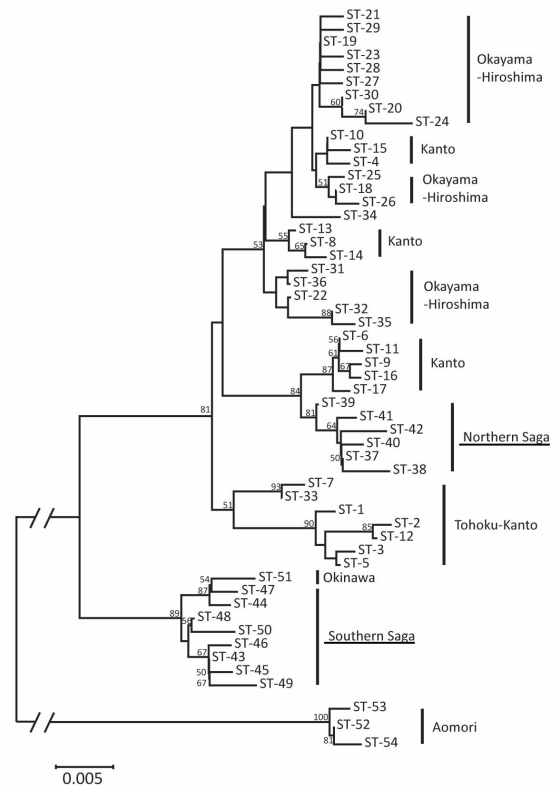 ST-21
ST-29
ST-19
ST-23
Okayama
-Hiroshima
ST-28
ST-27
60 ST-30
74 ST-20
ST-24
ST-10
ST-15 Kanto
ST-4
ST-25
51 ST-18 Okayama
-Hiroshima
ST-26
ST-34
55 ST-13
65 ST-8 Kanto
53 ST-14
ST-31
ST-36 Okayama
-Hiroshima
ST-22
88 ST-32
ST-35
56 ST-6
61 ST-11
67 ST-9 Kanto
87 ST-16
ST-17
84
81 ST-39
ST-41
64 ST-42
ST-40 Northern Saga
50 ST-37
ST-38
81
93 ST-7
ST-33
51 ST-1
90 85 ST-2
ST-12 Tohoku-Kanto
ST-3
ST-5
54 ST-51 Okinawa
87 ST-47
ST-44
89 56 ST-48
ST-50
ST-46 Southern Saga
67 ST-43
50 ST-45
67 ST-49
100 ST-53
ST-52 Aomori
81 ST-54
0.005